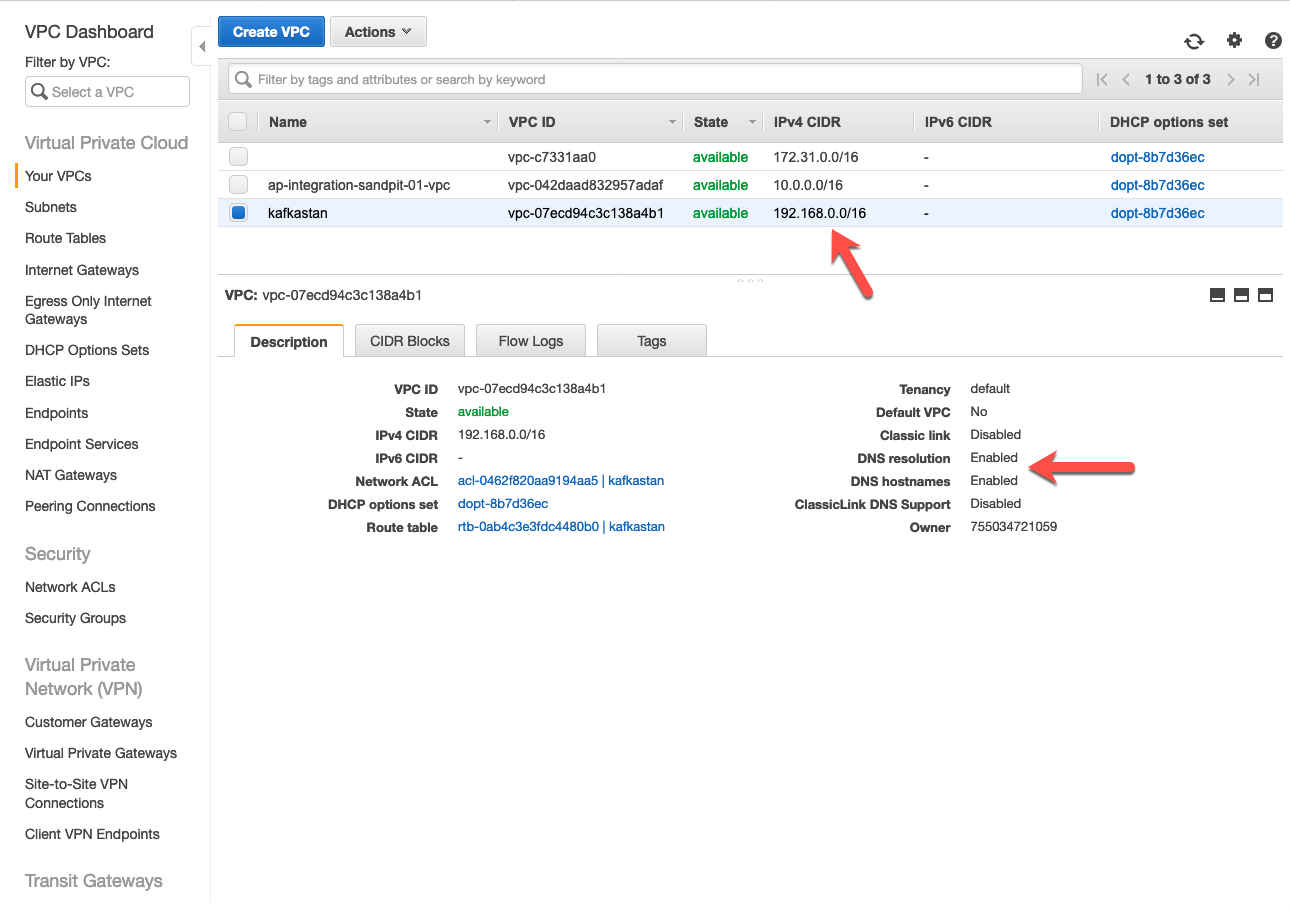 VPC Dashboard
Filter by VPC:
Select a VPC
Virtual Private Cloud
Your VPCs
Subnets
Route Tables
Internet Gateways
Egress Only Internet
Gateways
DHCP Options Sets
Elastic IPs
Endpoints
Endpoint Services
NAT Gateways
Peering Connections
Security
Network ACLs
Security Groups
Virtual Private
Network (VPN)
Customer Gateways
Virtual Private Gateways
Site-to-Site VPN
Connections
Client VPN Endpoints
Transit Gateways
Create VPC Actions
Filter by tags and attributes or search by keyword 1 to 3 of 3
Name VPC ID State IPv4 CIDR IPv6 CIDR DHCP options set
vpc-c7331aa0 available 172.31.0.0/16 - dopt-8b7d36ec
ap-integration-sandpit-01-vpc vpc-042daad832957adaf available 10.0.0.0/16 - dopt-8b7d36ec
kafkastan vpc-07ecd94c3c138a4b1 available 192.168.0.0/16 - dopt-8b7d36ec
VPC: vpc-07ecd94c3c138a4b1
Description CIDR Blocks Flow Logs Tags
VPC ID vpc-07ecd94c3c138a4b1
State available
IPv4 CIDR 192.168.0.0/16
IPv6 CIDR -
Network ACL acl-0462f820aa9194aa5 | kafkastan
DHCP options set dopt-8b7d36ec
Route table rtb-0ab4c3e3fdc4480b0 | kafkastan
Tenancy default
Default VPC No
Classic link Disabled
DNS resolution Enabled
DNS hostnames Enabled
ClassicLink DNS Support Disabled
Owner 755034721059